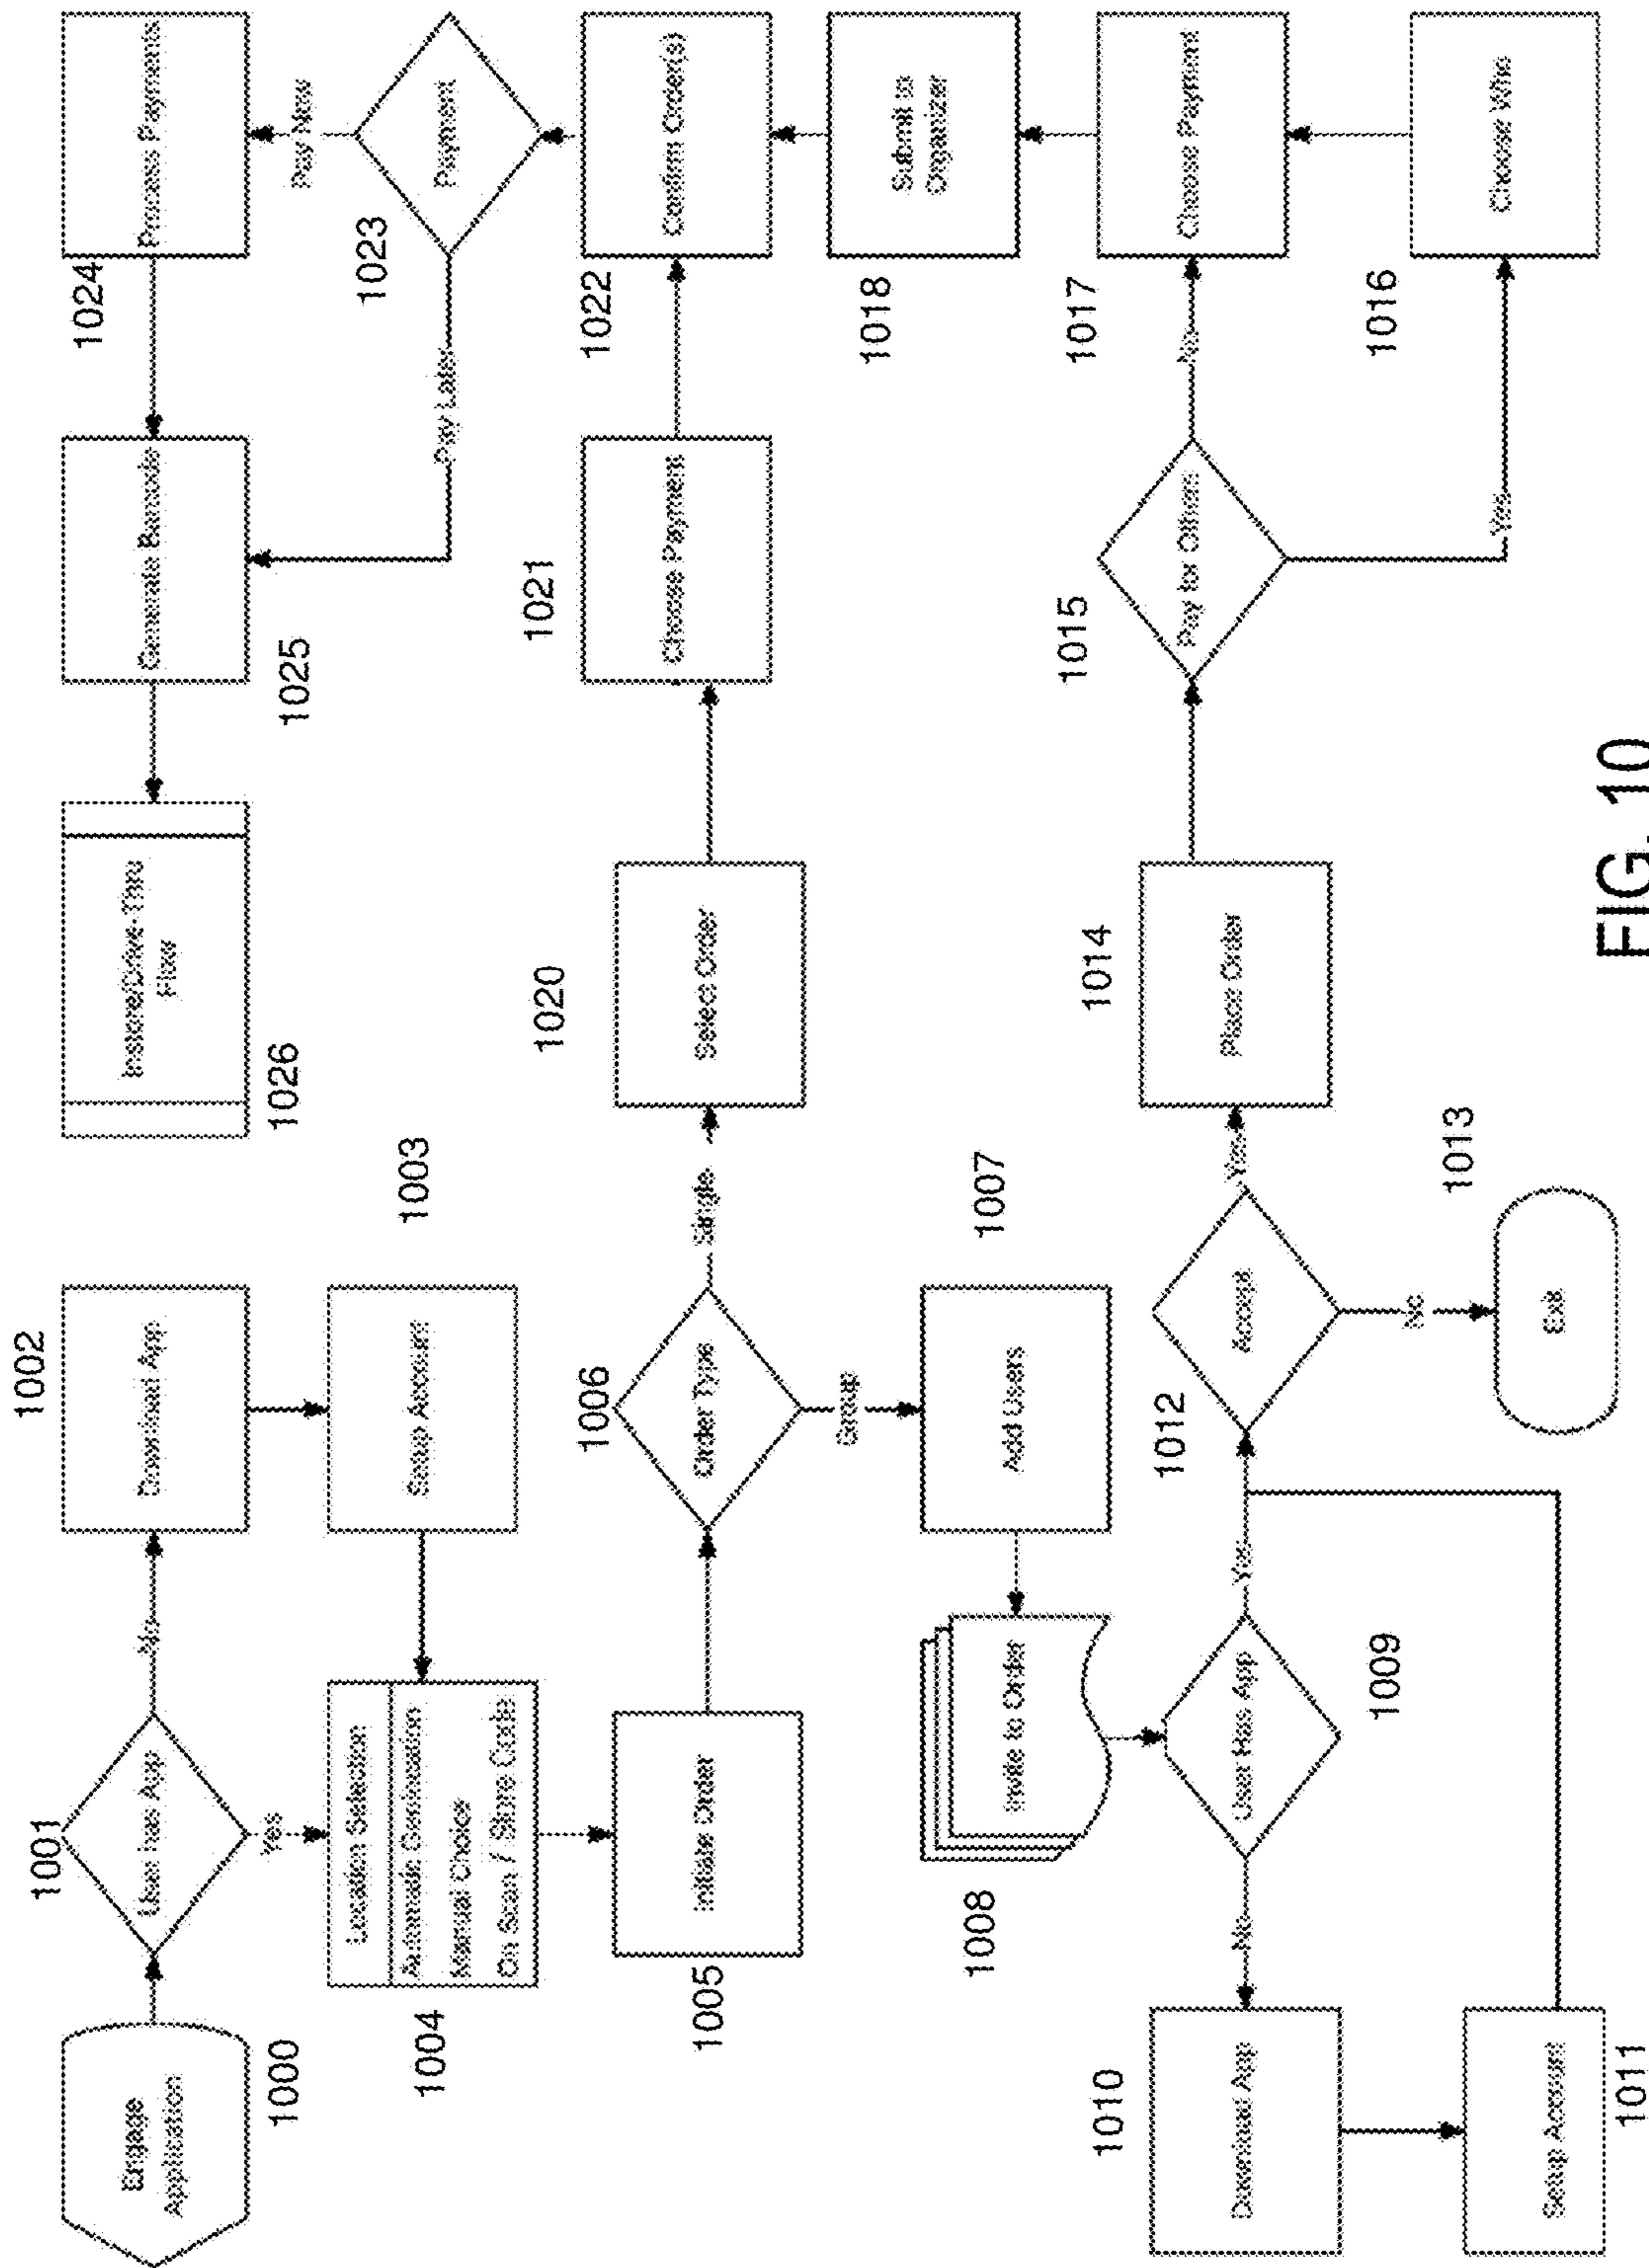 Engage
Application
1000
User has App
1001
No
Yes
Download App
1002
Setup Account
1003
Location Selection
Automatic Geolocation
Manual Choice
On Scan / Store Code
1004
Initiate Order
1005
Order Type
1006
Single
Group
Add Users
1007
Invite to Order
1008
User Has App
1009
No
Yes
Download App
1010
Setup Account
1011
Accept
1012
Yes
No
Exit
1013
Place Order
1014
Pay for Others
1015
No
Yes
Choose Who
1016
Choose Payment
1017
Submit to
Organizer
1018
Select Order
1020
Choose Payment
1021
Confirm Order(s)
1022
Payment
1023
Pay Now
Pay Later
Process Payments
1024
Generate Barcode
1025
Instore/Drive-Thru
Flow
1026
FIG. 10